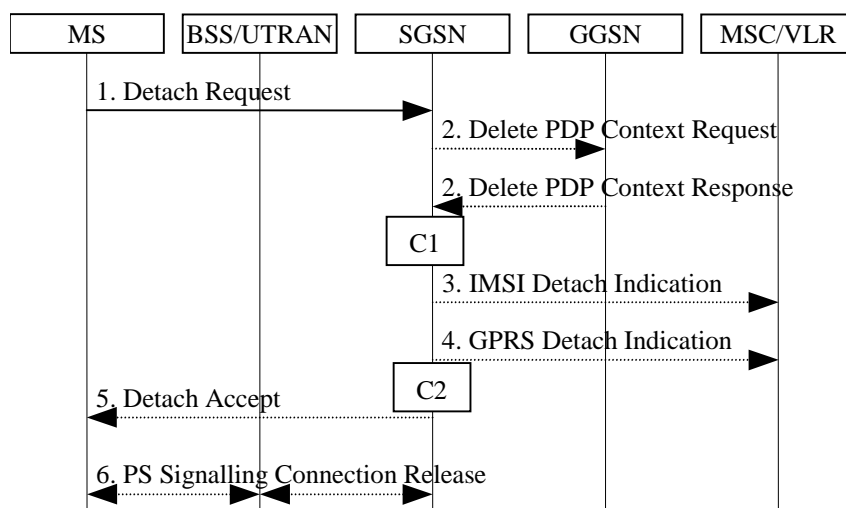 MS BSS/UTRAN SGSN GGSN MSC/VLR
1. Detach Request
2. Delete PDP Context Request
2. Delete PDP Context Response
C1
3. IMSI Detach Indication
4. GPRS Detach Indication
C2
5. Detach Accept
6. PS Signalling Connection Release